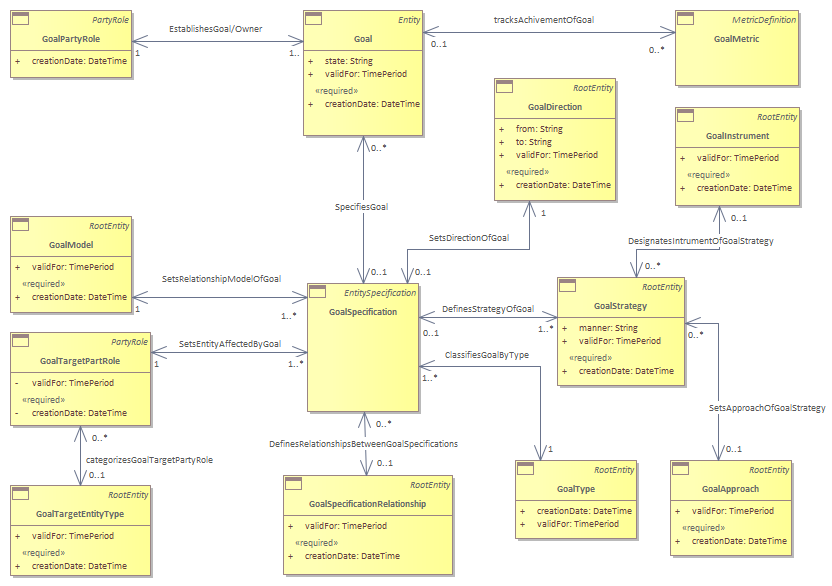 PartyRole
GoalPartyRole
+ creationDate: DateTime
EstablishesGoal/Owner
1
1..
Entity
Goal
+ state: String
+ validFor: TimePeriod
«required»
+ creationDate: DateTime
tracksAchivementOfGoal
0..1
0..*
MetricDefinition
GoalMetric
RootEntity
GoalDirection
+ from: String
+ to: String
+ validFor: TimePeriod
«required»
+ creationDate: DateTime
RootEntity
GoalInstrument
+ validFor: TimePeriod
«required»
+ creationDate: DateTime
0..*
SpecifiesGoal
0..1
1
SetsDirectionOfGoal
0..1
0..1
DesignatesIntrumentOfGoalStrategy
0..*
RootEntity
GoalModel
+ validFor: TimePeriod
«required»
+ creationDate: DateTime
SetsRelationshipModelOfGoal
1
1..*
EntitySpecification
GoalSpecification
DefinesStrategyOfGoal
0..1
1..*
RootEntity
GoalStrategy
+ manner: String
+ validFor: TimePeriod
«required»
+ creationDate: DateTime
PartyRole
GoalTargetPartRole
- validFor: TimePeriod
«required»
- creationDate: DateTime
SetsEntityAffectedByGoal
1
1..*
ClassifiesGoalByType
1..*
1
0..*
SetsApproachOfGoalStrategy
0..1
0..*
categorizesGoalTargetPartyRole
0..1
0..*
DefinesRelationshipsBetweenGoalSpecifications
0..1
RootEntity
GoalTargetEntityType
+ validFor: TimePeriod
«required»
+ creationDate: DateTime
RootEntity
GoalSpecificationRelationship
+ validFor: TimePeriod
«required»
+ creationDate: DateTime
RootEntity
GoalType
+ creationDate: DateTime
+ validFor: TimePeriod
RootEntity
GoalApproach
+ validFor: TimePeriod
«required»
+ creationDate: DateTime